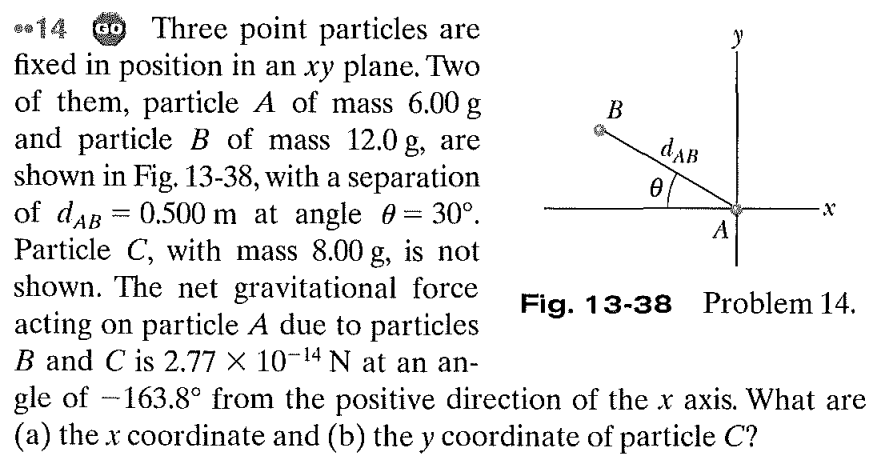 ••14 GO Three point particles are
fixed in position in an xy plane. Two
of them, particle A of mass 6.00 g
and particle B of mass 12.0 g, are
shown in Fig. 13-38, with a separation
of dAB = 0.500 m at angle θ = 30°.
Particle C, with mass 8.00 g, is not
shown. The net gravitational force
acting on particle A due to particles
B and C is 2.77 × 10⁻¹⁴ N at an an-
gle of −163.8° from the positive direction of the x axis. What are
(a) the x coordinate and (b) the y coordinate of particle C?
y
B
dAB
θ
x
A
Fig. 13-38 Problem 14.